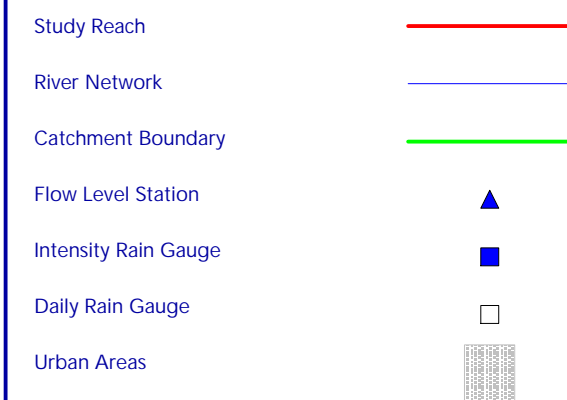 Study Reach
River Network
Catchment Boundary
Flow Level Station
Intensity Rain Gauge
Daily Rain Gauge
Urban Areas